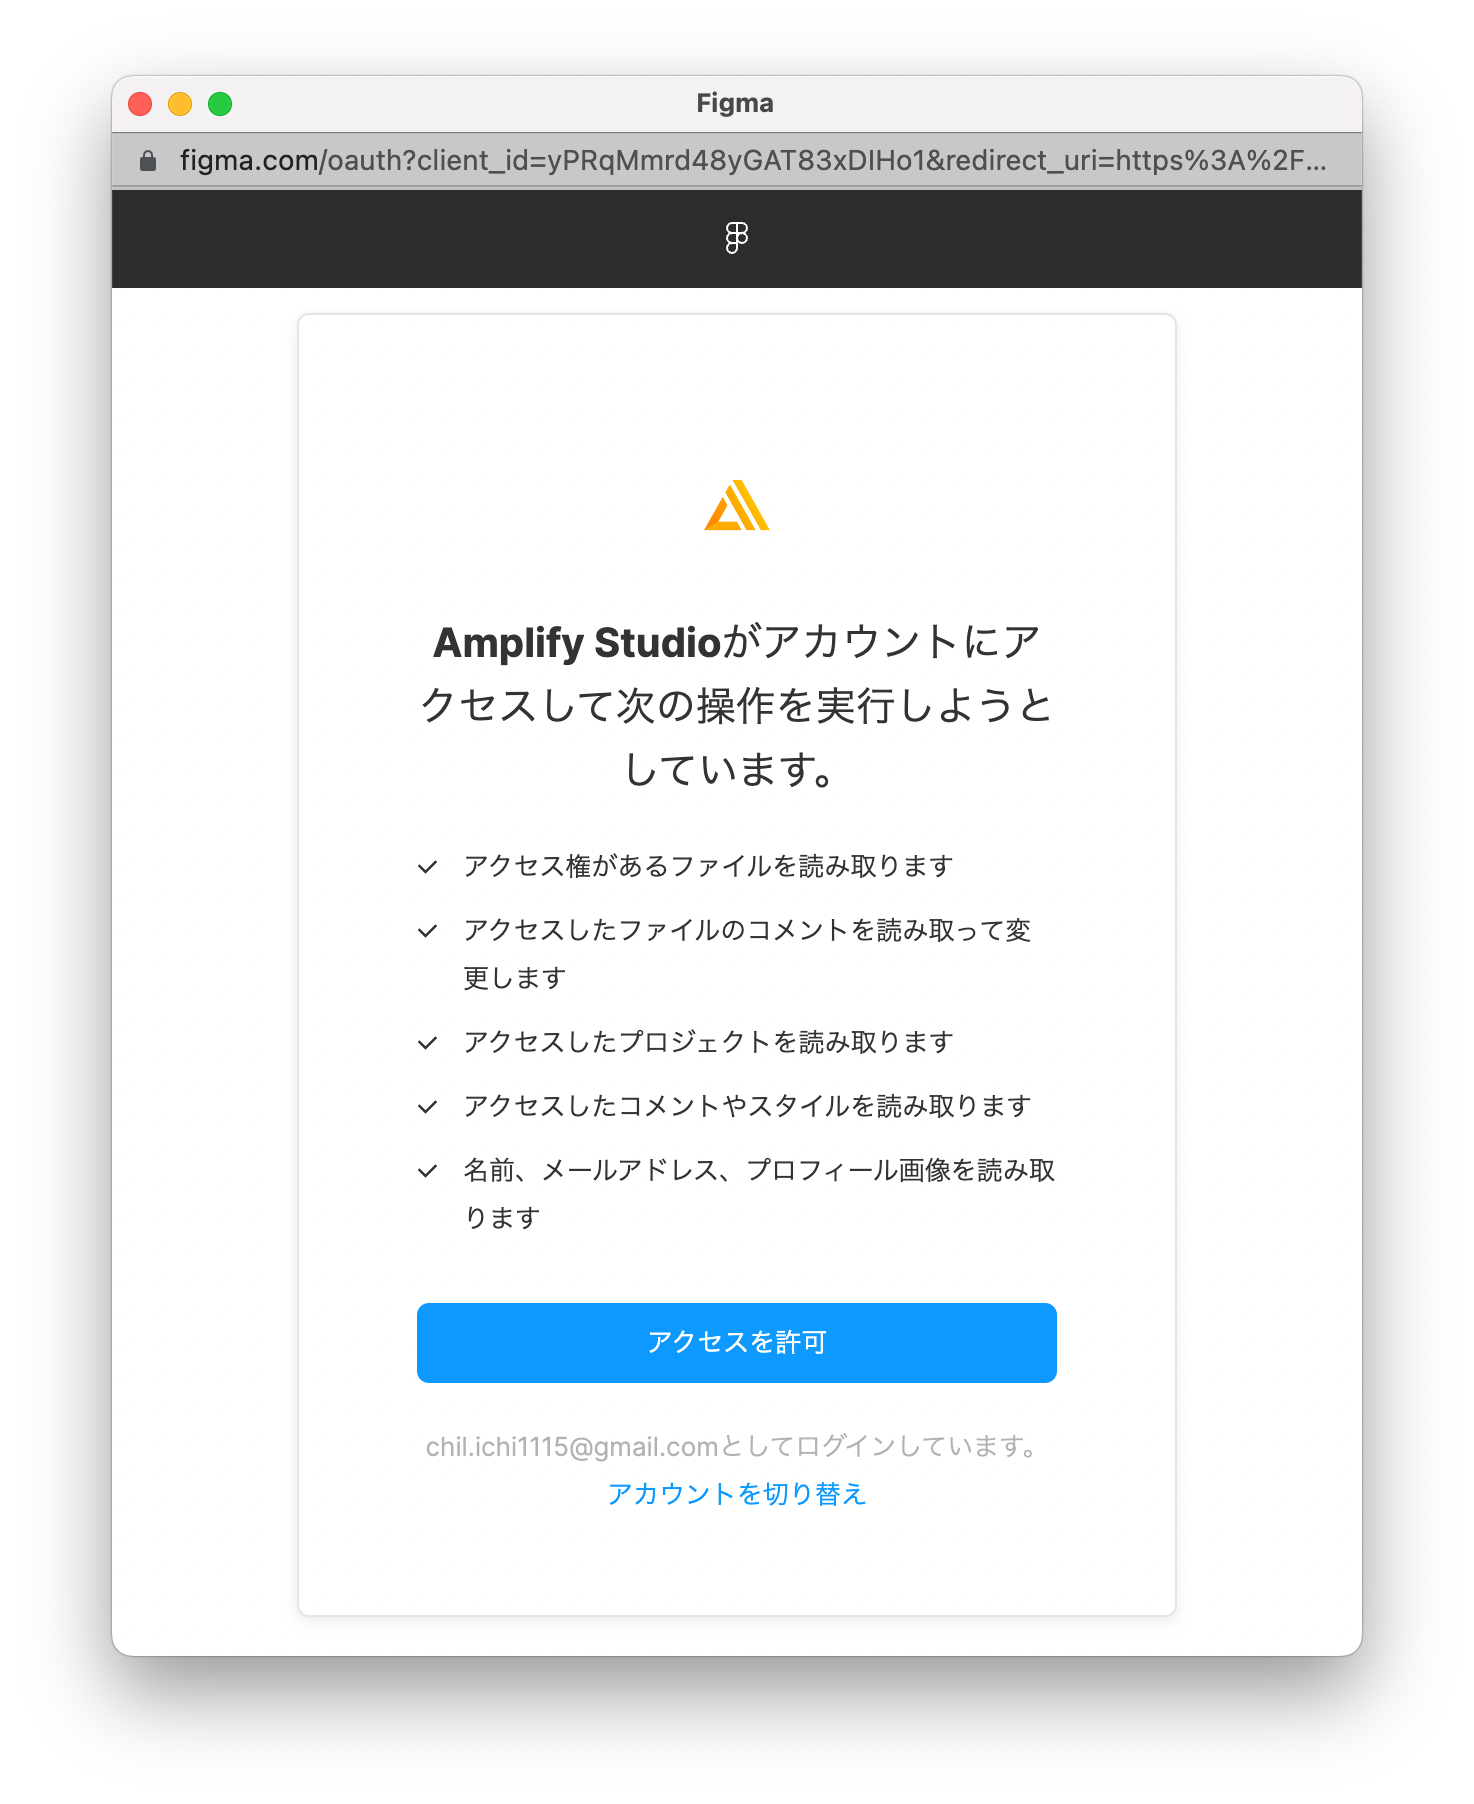 Figma
figma.com/oauth?client_id=yPRqMmrd48yGAT83xDIHo1&redirect_uri=https%3A%2F...
Amplify Studioがアカウントにア
クセスして次の操作を実行しようと
しています。
アクセス権があるファイルを読み取ります
アクセスしたファイルのコメントを読み取って変
更します
アクセスしたプロジェクトを読み取ります
アクセスしたコメントやスタイルを読み取ります
名前、メールアドレス、プロフィール画像を読み取
ります
アクセスを許可
chil.ichi1115@gmail.comとしてログインしています。
アカウントを切り替え